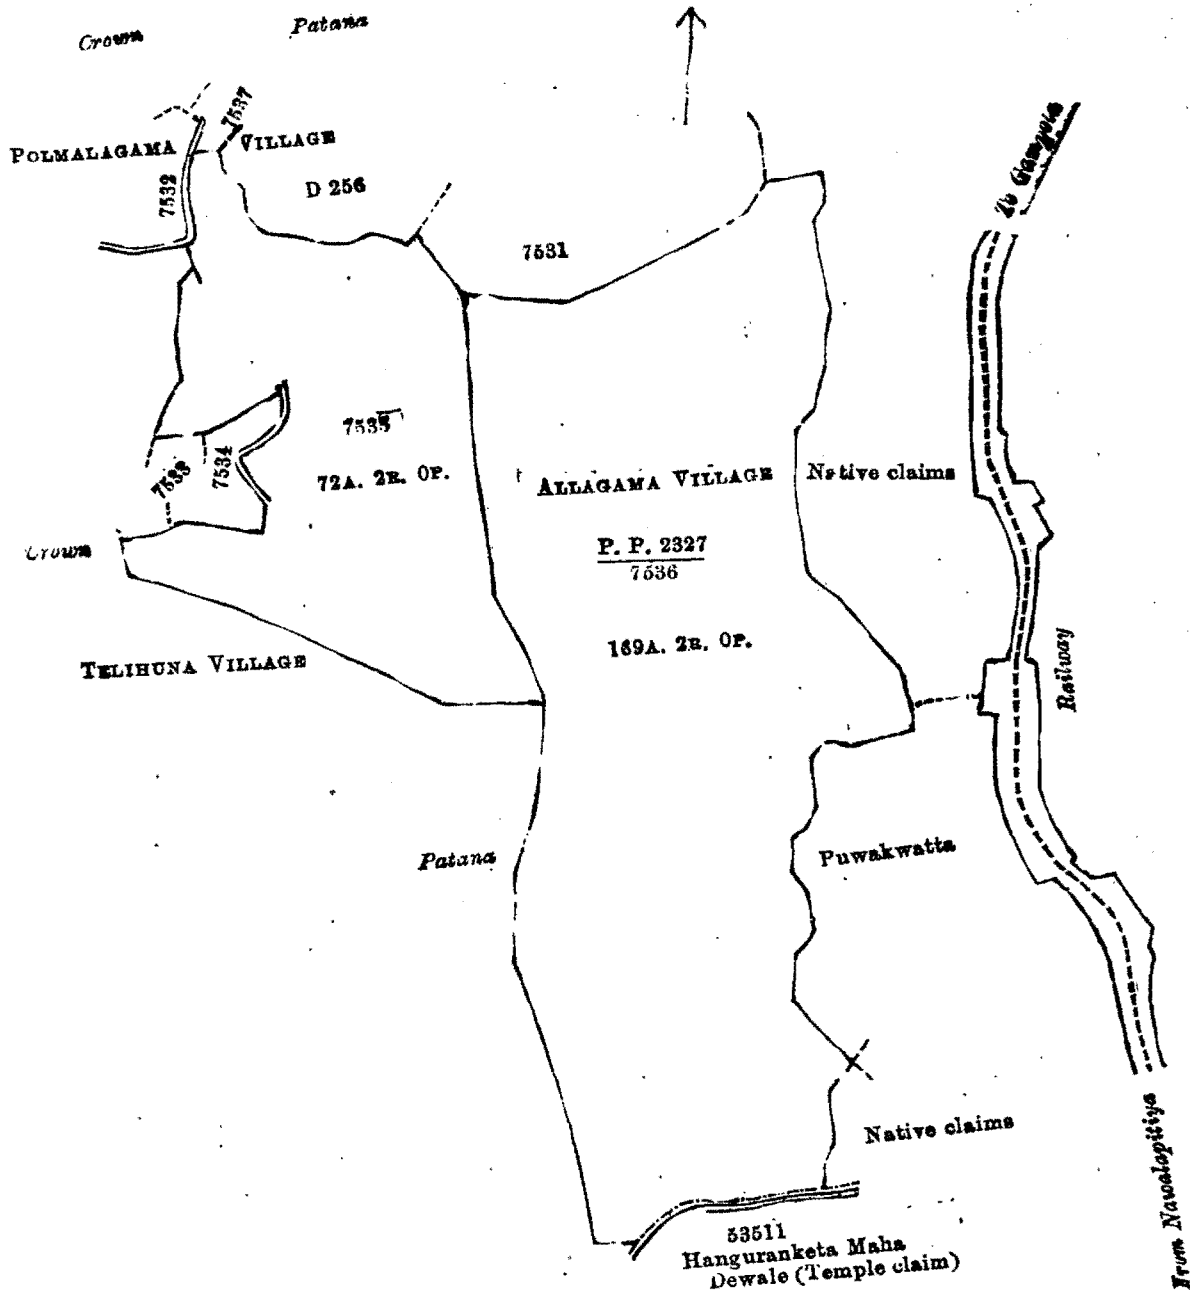 Crown
Patana
7537
POLMALAGAMA VILLAGE
7532
D 256
To Gampola
7531
7535
72A. 2R. 0P.
7533
7534
ALLAGAMA VILLAGE
Native claims
P. P. 2327
7536
Crown
169A. 2R. 0P.
TELIHUNA VILLAGE
Railway
Patana
Puwakwatta
Native claims
From Nawalapitiya
53511
Hanguranketa Maha
Dewale (Temple claim)